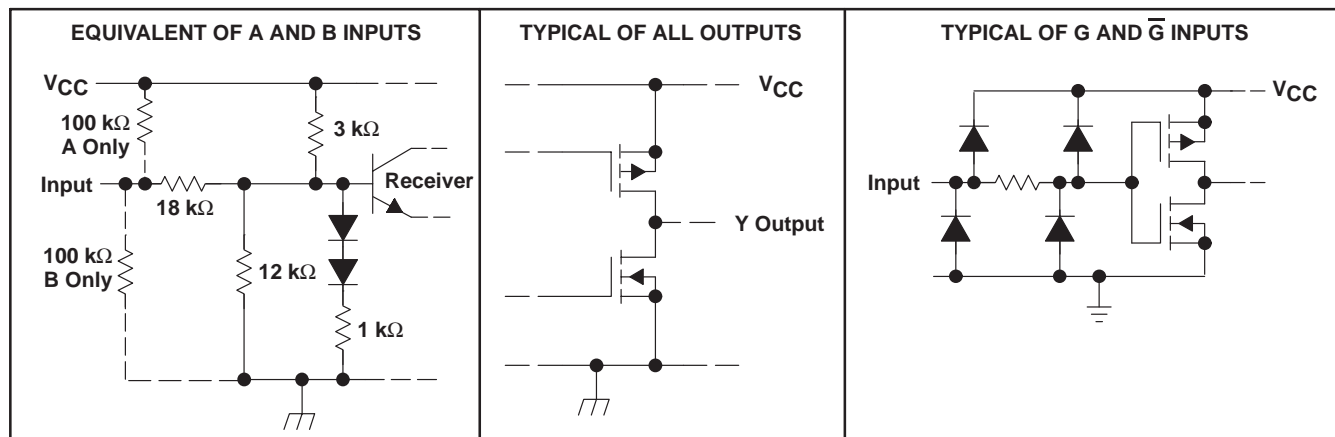 EQUIVALENT OF A AND B INPUTS
VCC
100 kΩ
A Only
3 kΩ
Input
18 kΩ
Receiver
100 kΩ
B Only
12 kΩ
1 kΩ
TYPICAL OF ALL OUTPUTS
VCC
Y Output
TYPICAL OF G AND G̅ INPUTS
VCC
Input